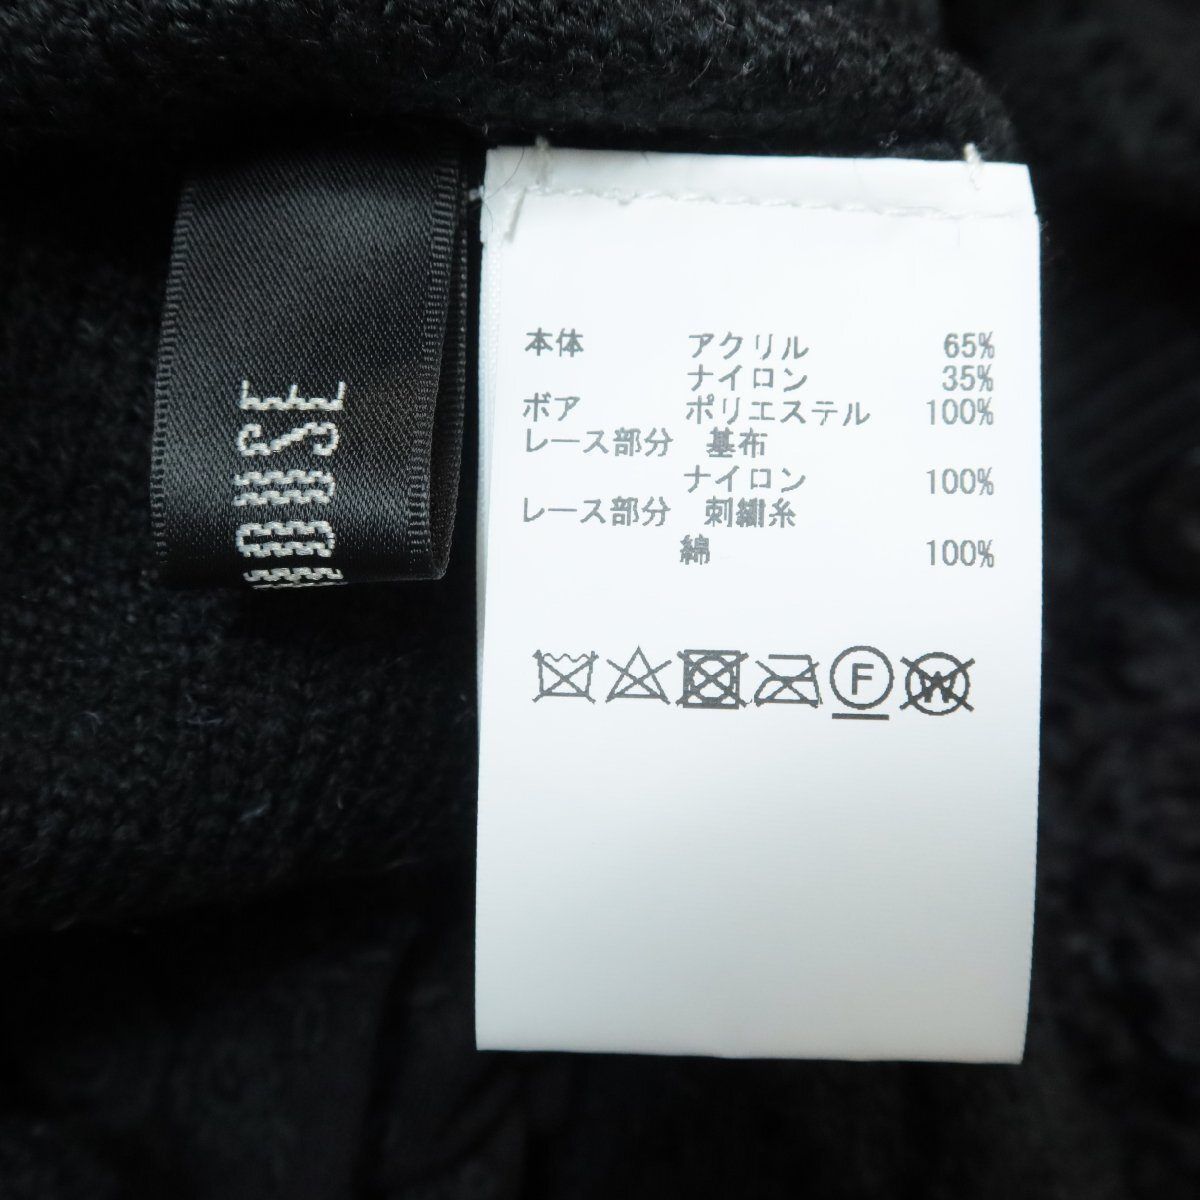 本体 アクリル 65%
ナイロン 35%
ボア ポリエステル 100%
レース部分 基布
ナイロン 100%
レース部分 刺繍糸
綿 100%
F
W